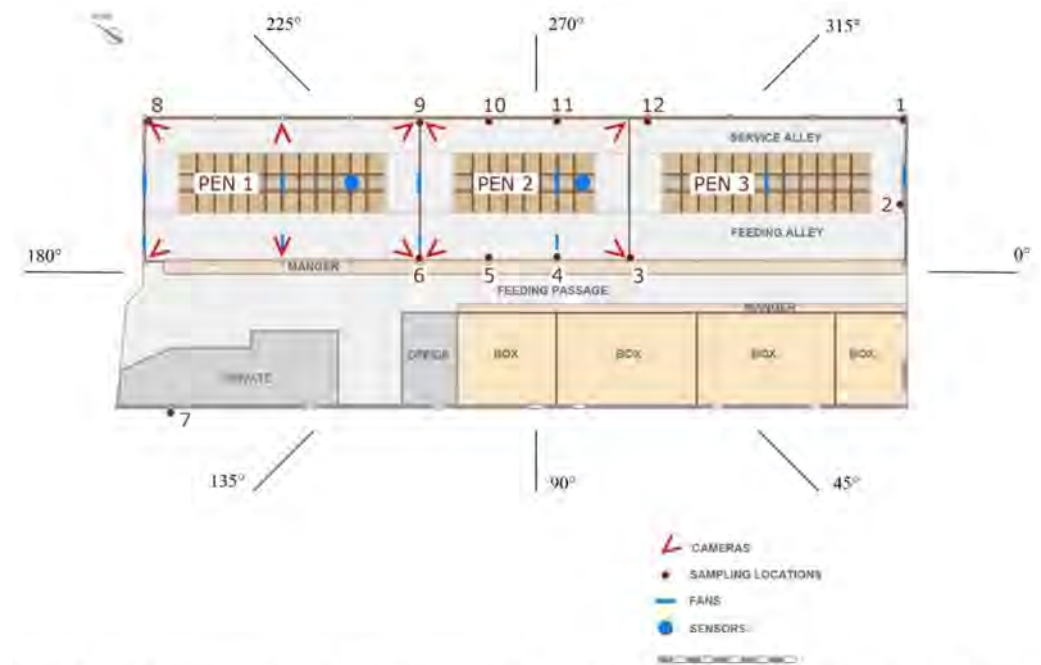 225°
270°
315°
8
9
10
11
12
1
SERVICE ALLEY
PEN 1
PEN 2
PEN 3
2
FEEDING ALLEY
180°
0°
MANGER
6
5
4
3
FEEDING PASSAGE
MANGER
OFFICE
BOX
BOX
BOX
BOX
7
135°
90°
45°
CAMERAS
SAMPLING LOCATIONS
FANS
SENSORS